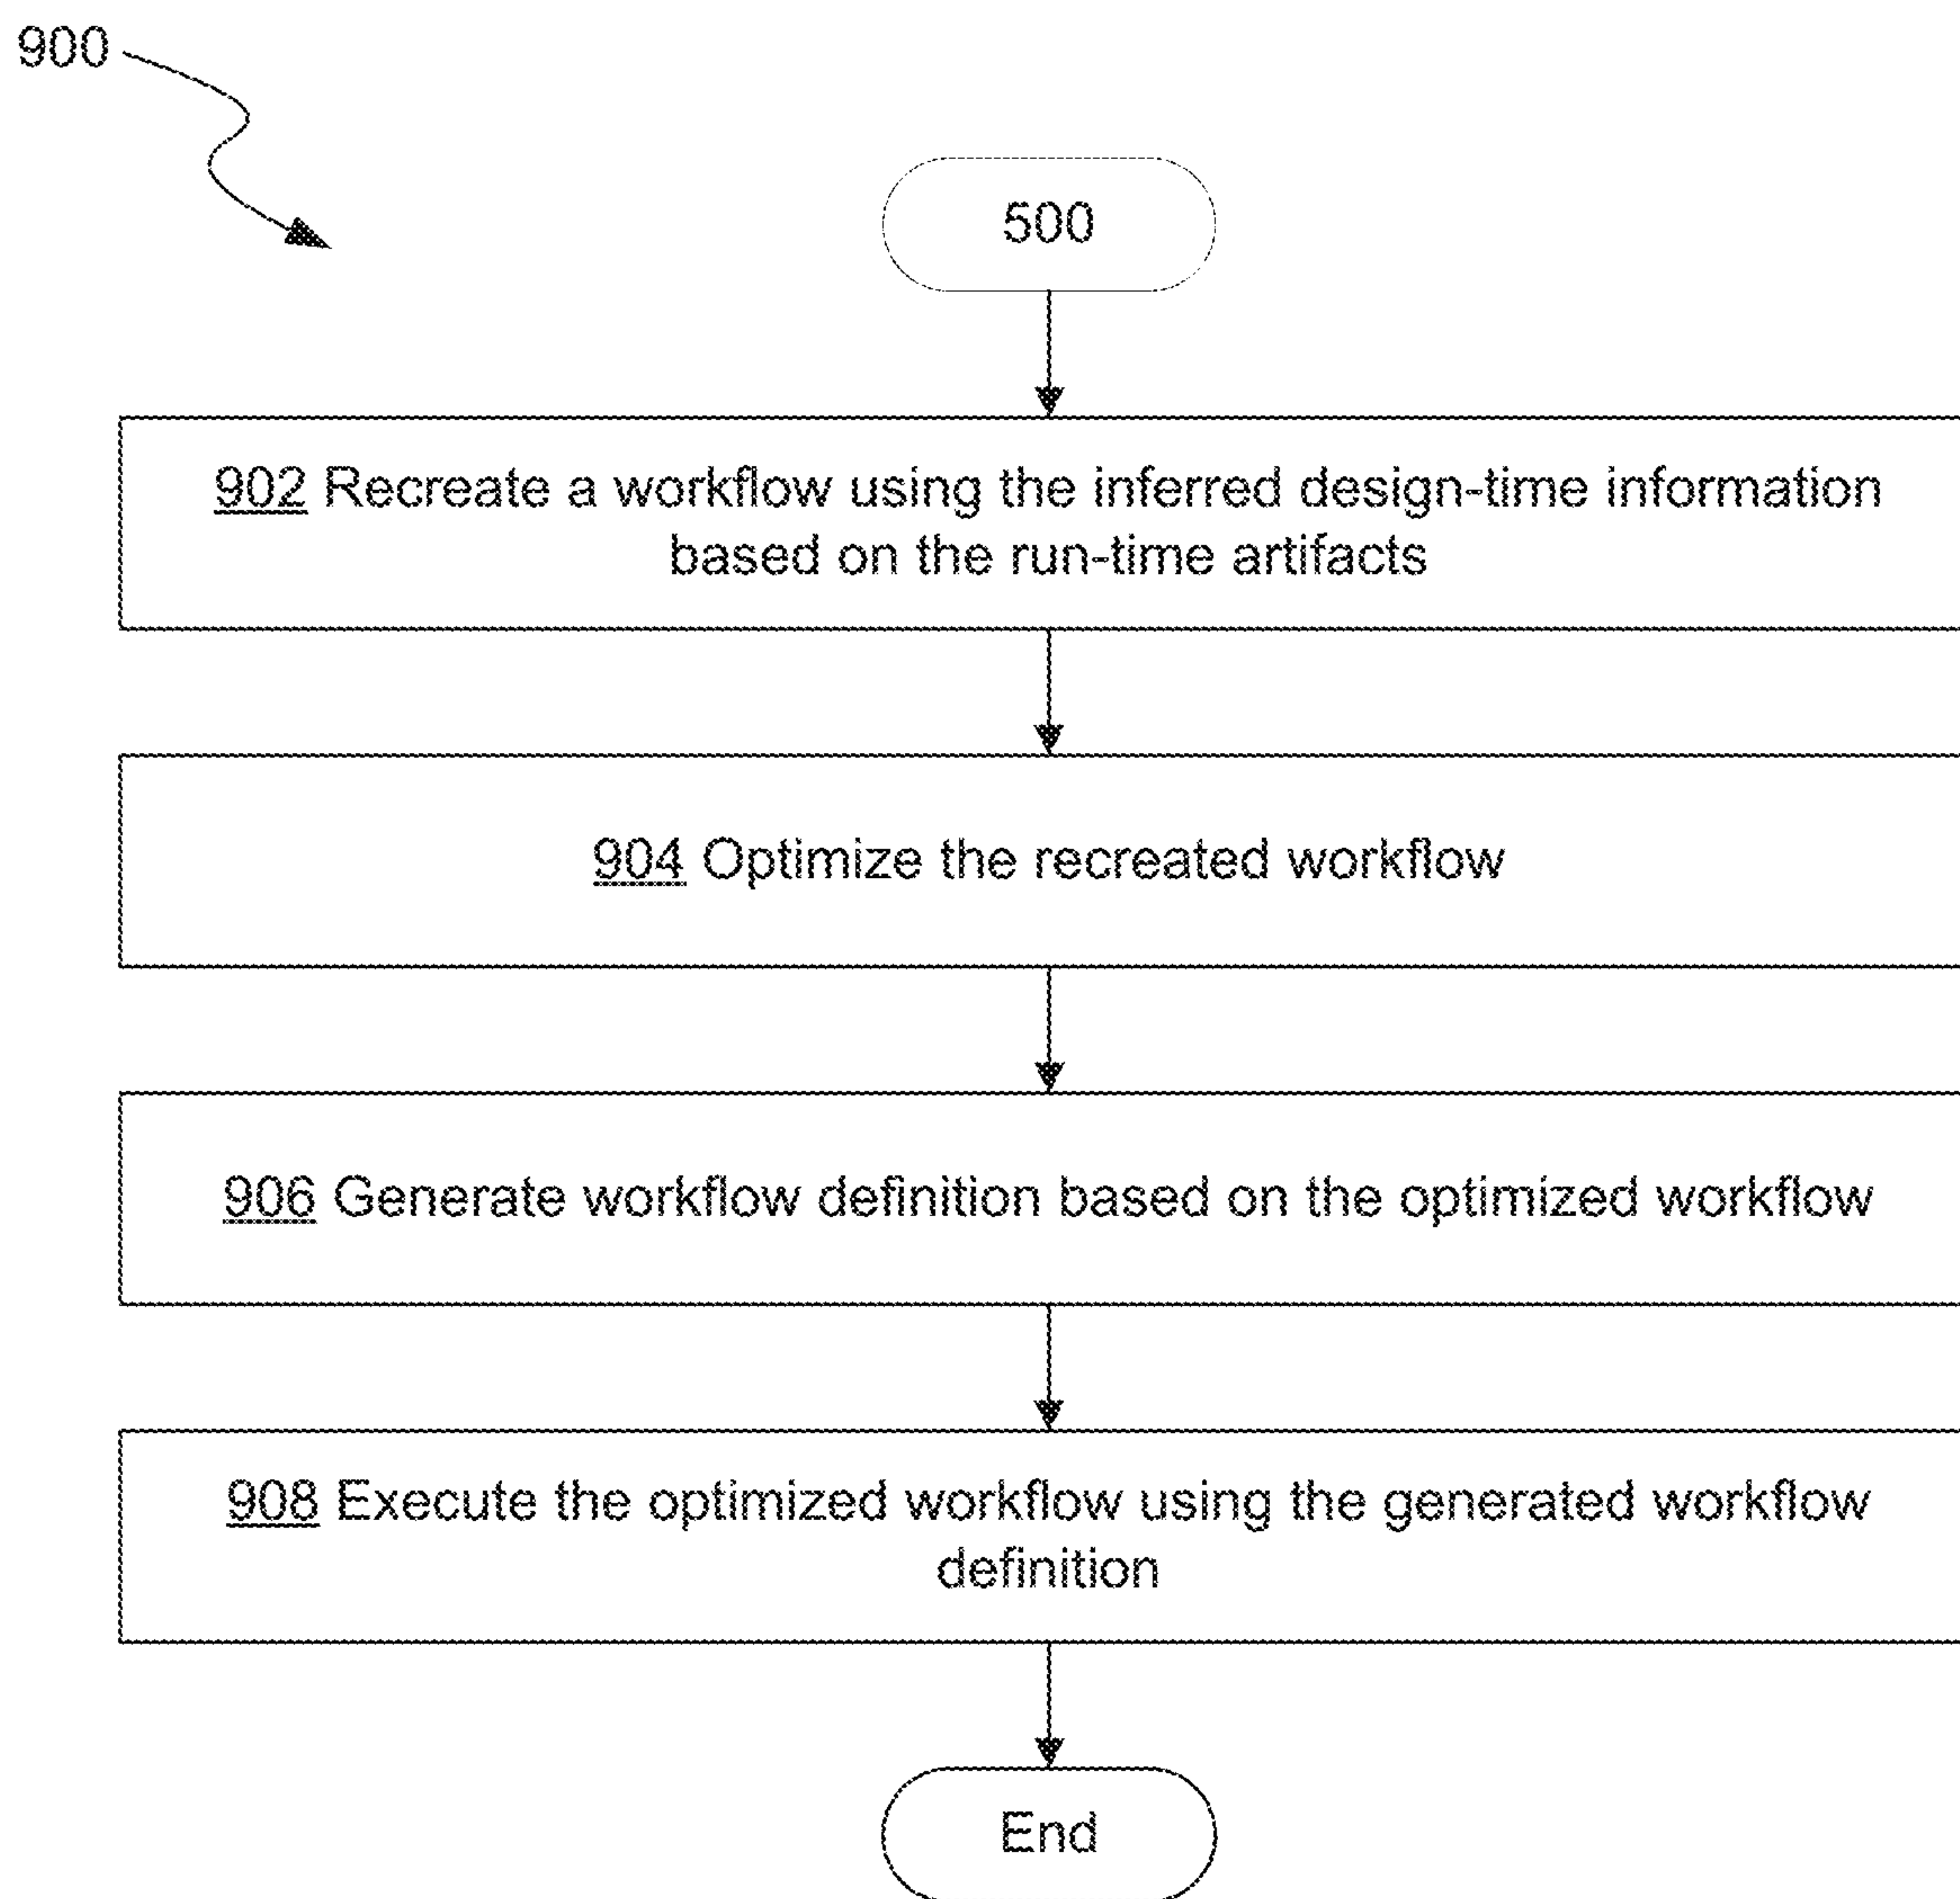 900
500
902 Recreate a workflow using the inferred design-time information
based on the run-time artifacts
904 Optimize the recreated workflow
906 Generate workflow definition based on the optimized workflow
908 Execute the optimized workflow using the generated workflow
definition
End